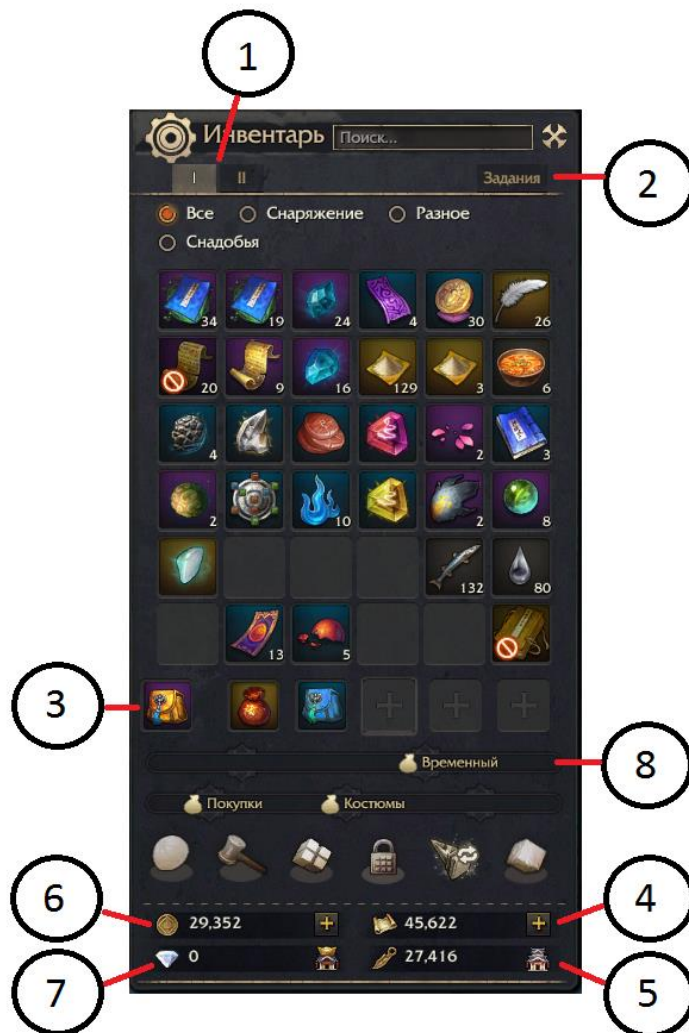 1
Инвентарь Поиск...
I II Задания
2
Все Снаряжение Разное
Снадобья
34 19 24 4 30 26
20 9 16 129 3 6
4 2 3
2 10 2 8
132 80
13 5
3
Временный
8
Покупки Костюмы
6
29,352 45,622
4
7
0 27,416
5